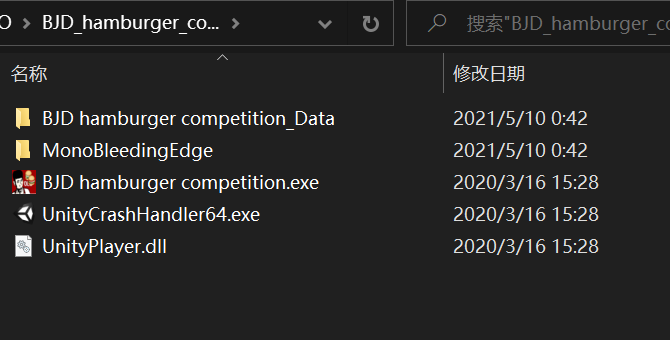 O > BJD_hamburger_co... >
搜索"BJD_hamburger_co
名称 修改日期
BJD hamburger competition_Data 2021/5/10 0:42
MonoBleedingEdge 2021/5/10 0:42
BJD hamburger competition.exe 2020/3/16 15:28
UnityCrashHandler64.exe 2020/3/16 15:28
UnityPlayer.dll 2020/3/16 15:28